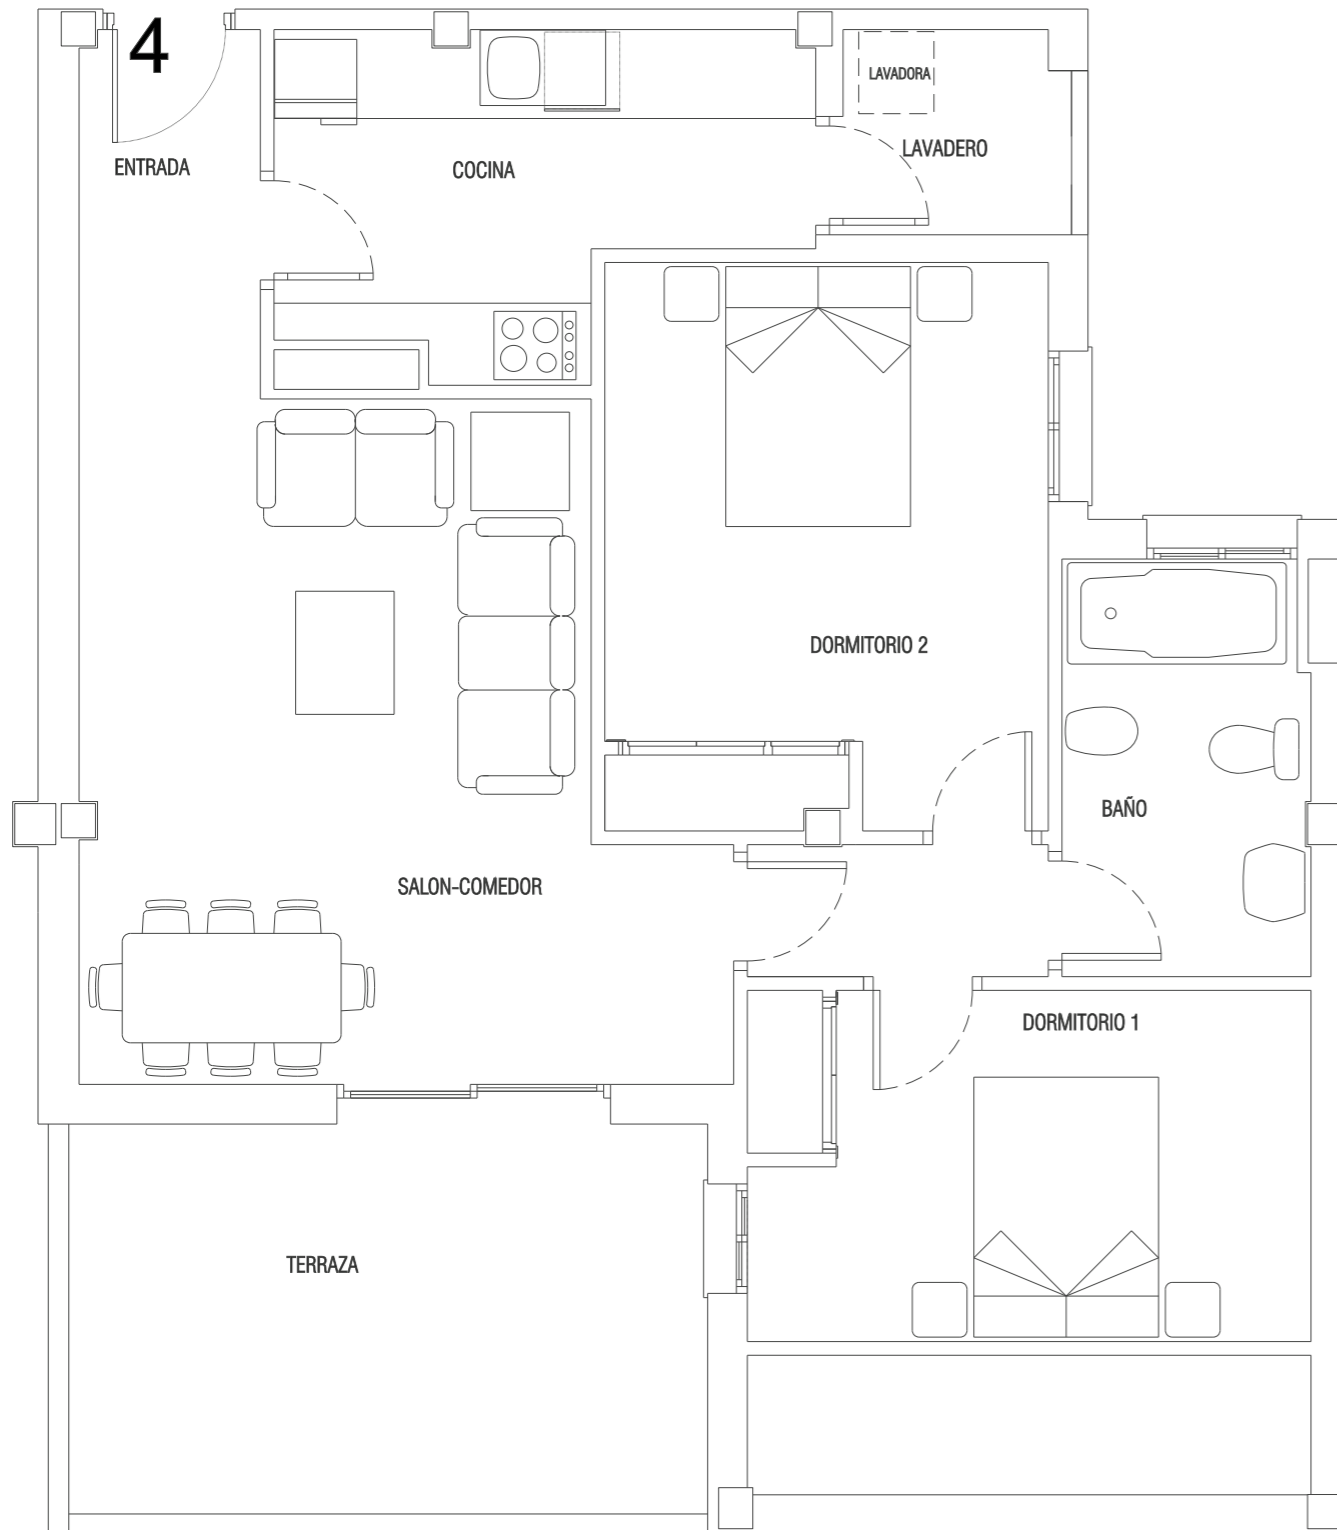 4
LAVADORA
LAVADERO
ENTRADA
COCINA
DORMITORIO 2
BAÑO
SALON-COMEDOR
DORMITORIO 1
TERRAZA